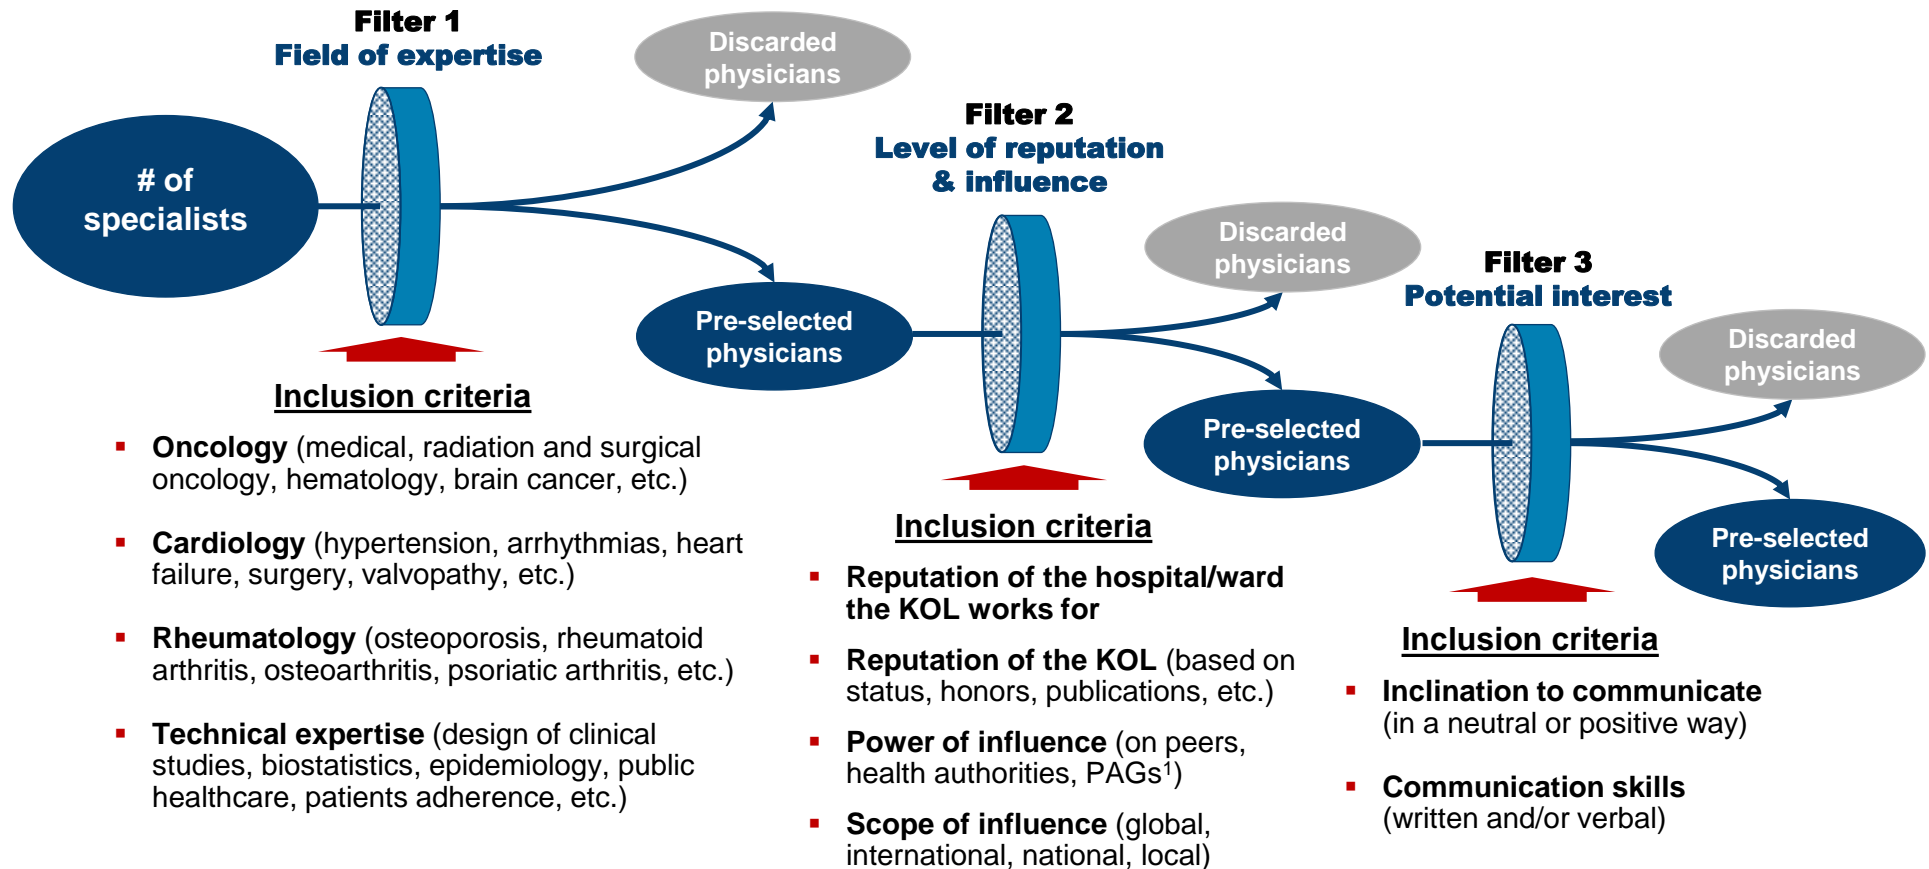 Filter 1
Field of expertise
Discarded
physicians
# of
specialists
Filter 2
Level of reputation
& influence
Pre-selected
physicians
Discarded
physicians
Filter 3
Potential interest
Pre-selected
physicians
Discarded
physicians
Pre-selected
physicians
Inclusion criteria
▪ Oncology (medical, radiation and surgical
oncology, hematology, brain cancer, etc.)
▪ Cardiology (hypertension, arrhythmias, heart
failure, surgery, valvopathy, etc.)
▪ Rheumatology (osteoporosis, rheumatoid
arthritis, osteoarthritis, psoriatic arthritis, etc.)
▪ Technical expertise (design of clinical
studies, biostatistics, epidemiology, public
healthcare, patients adherence, etc.)
Inclusion criteria
▪ Reputation of the hospital/ward
the KOL works for
▪ Reputation of the KOL (based on
status, honors, publications, etc.)
▪ Power of influence (on peers,
health authorities, PAGs¹)
▪ Scope of influence (global,
international, national, local)
Inclusion criteria
▪ Inclination to communicate
(in a neutral or positive way)
▪ Communication skills
(written and/or verbal)